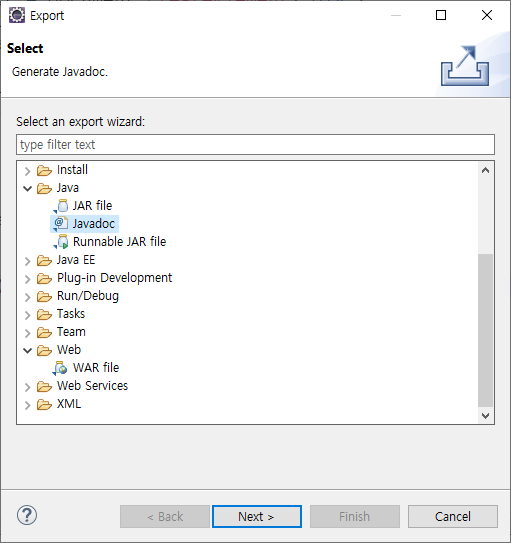 Export
Select
Generate Javadoc.
Select an export wizard:
type filter text
Install
Java
JAR file
Javadoc
Runnable JAR file
Java EE
Plug-in Development
Run/Debug
Tasks
Team
Web
WAR file
Web Services
XML
< Back Next > Finish Cancel